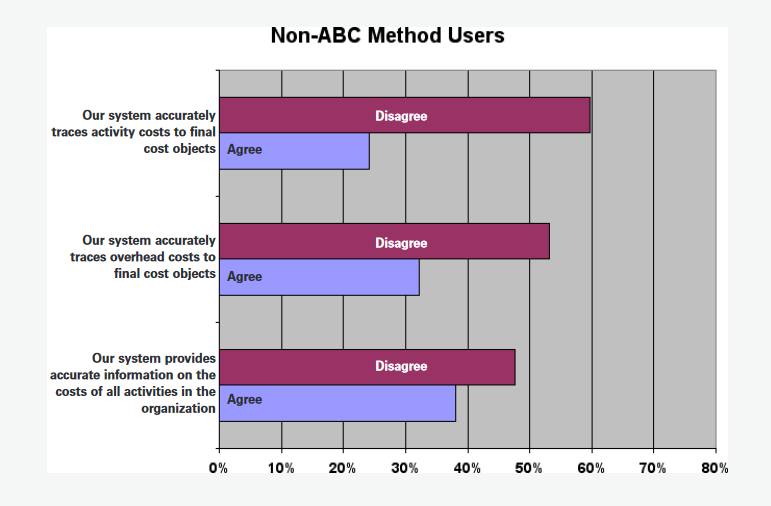 Non-ABC Method Users
Our system accurately
traces activity costs to final
cost objects
Disagree
Agree
Our system accurately
traces overhead costs to
final cost objects
Disagree
Agree
Our system provides
accurate information on the
costs of all activities in the
organization
Disagree
Agree
0% 10% 20% 30% 40% 50% 60% 70% 80%